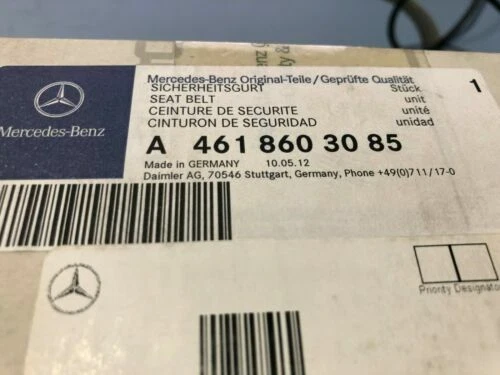 Mercedes-Benz Original-Teile/Geprüfte Qualität
SICHERHEITSGURT Stück 1
SEAT BELT unit
CEINTURE DE SECURITE unité
CINTURON DE SEGURIDAD unidad
Mercedes-Benz
A 461 860 30 85
Made in GERMANY 10.05.12
Daimler AG, 70546 Stuttgart, Germany, Phone +49(0)711/17-0
Priority Designato